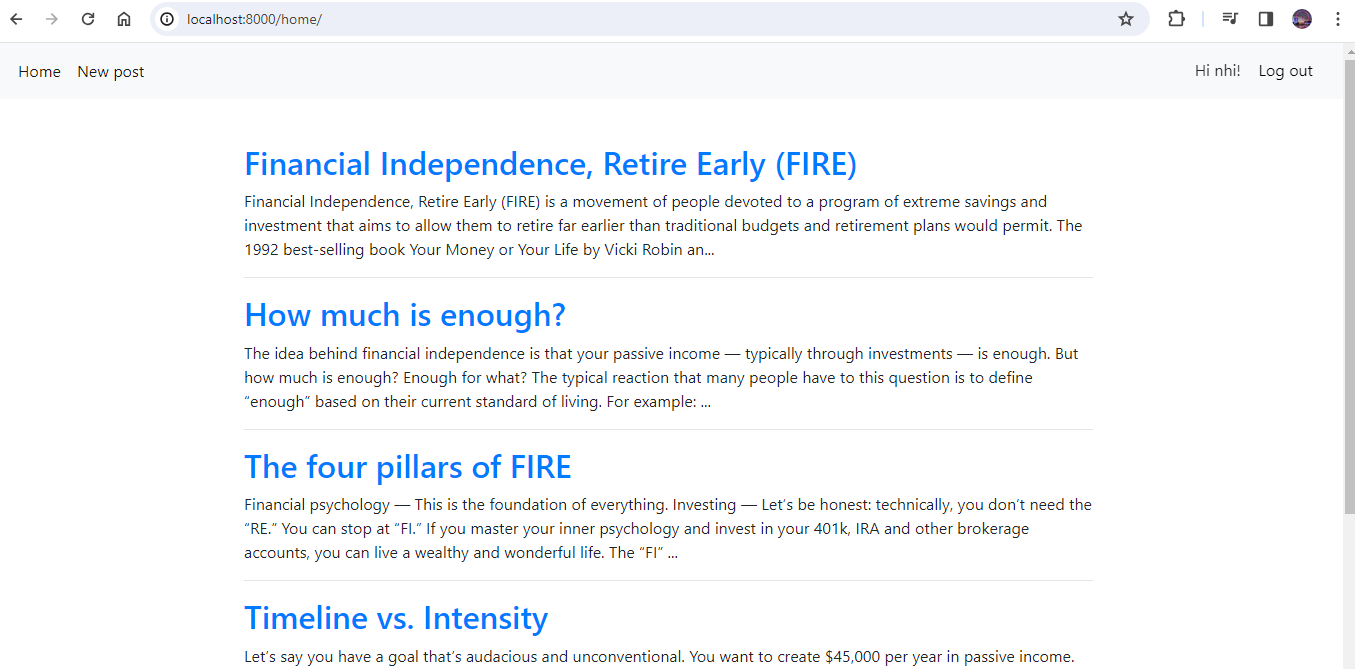 localhost:8000/home/
Home New post Hi nhi! Log out
Financial Independence, Retire Early (FIRE)
Financial Independence, Retire Early (FIRE) is a movement of people devoted to a program of extreme savings and
investment that aims to allow them to retire far earlier than traditional budgets and retirement plans would permit. The
1992 best-selling book Your Money or Your Life by Vicki Robin an...
How much is enough?
The idea behind financial independence is that your passive income — typically through investments — is enough. But
how much is enough? Enough for what? The typical reaction that many people have to this question is to define
“enough” based on their current standard of living. For example: ...
The four pillars of FIRE
Financial psychology — This is the foundation of everything. Investing — Let’s be honest: technically, you don’t need the
“RE.” You can stop at “FI.” If you master your inner psychology and invest in your 401k, IRA and other brokerage
accounts, you can live a wealthy and wonderful life. The “FI” ...
Timeline vs. Intensity
Let’s say you have a goal that’s audacious and unconventional. You want to create $45,000 per year in passive income.